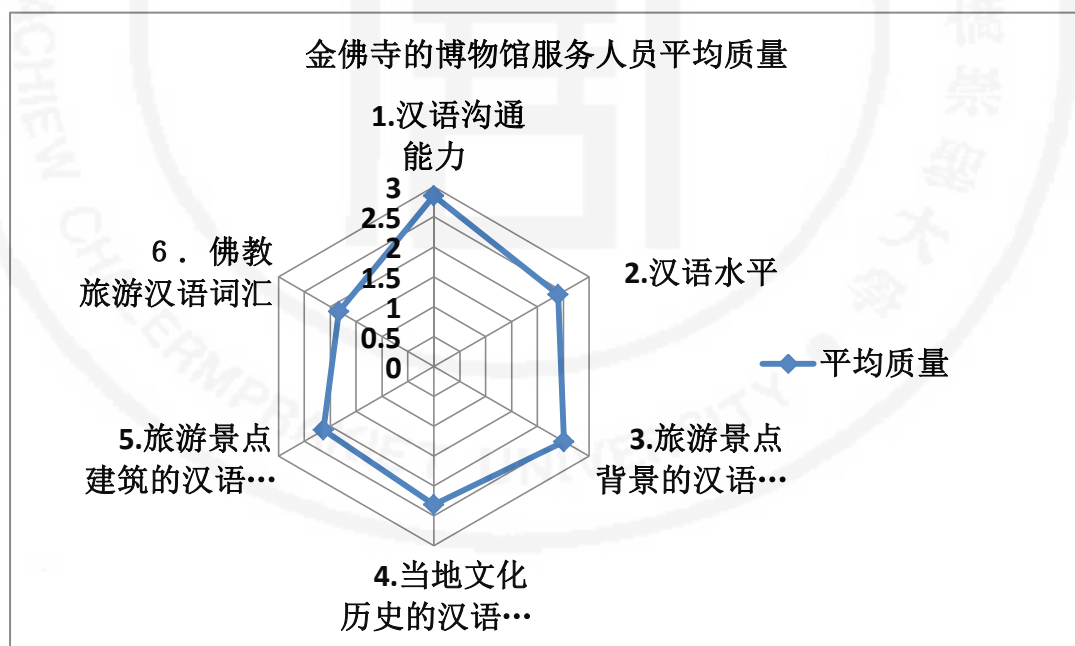 金佛寺的博物馆服务人员平均质量
1.汉语沟通
能力
3
2.5
2
1.5
1
0.5
0
2.汉语水平
3.旅游景点
背景的汉语…
4.当地文化
历史的汉语…
5.旅游景点
建筑的汉语…
6．佛教
旅游汉语词汇
平均质量